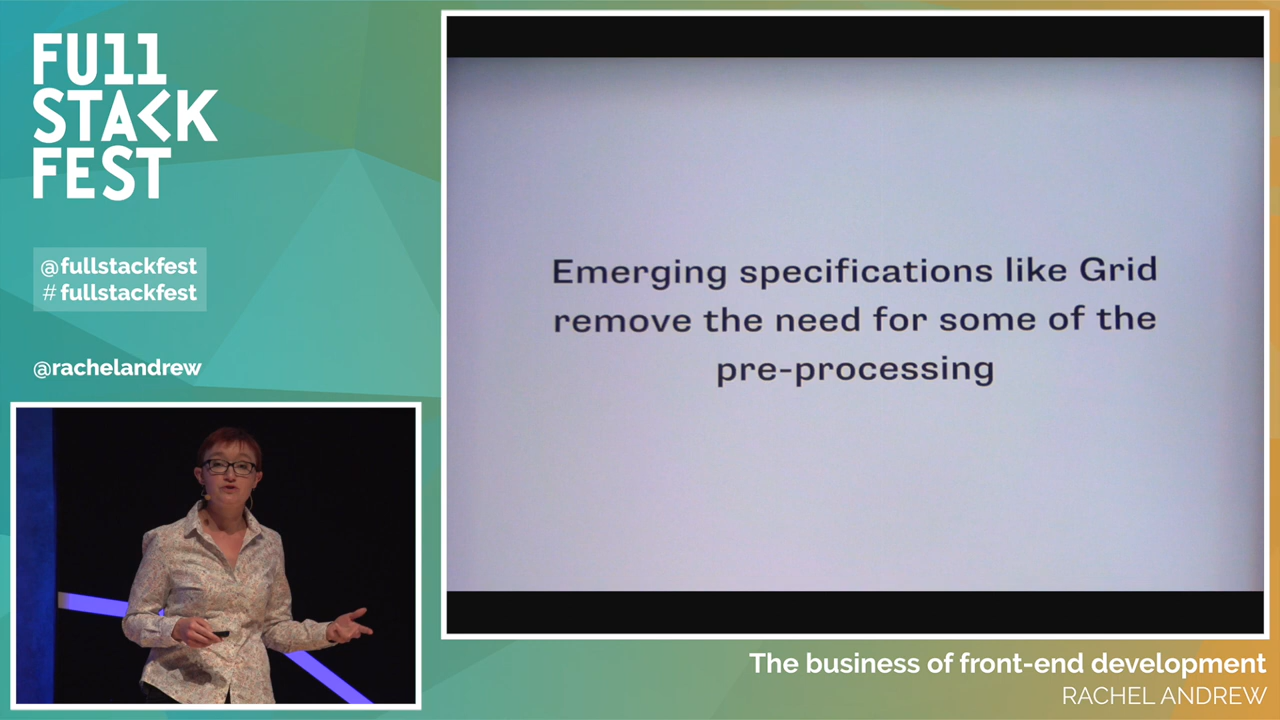 FU11
STACK
FEST
@fullstackfest
# fullstackfest
@rachelandrew
Emerging specifications like Grid
remove the need for some of the
pre-processing
The business of front-end development
RACHEL ANDREW